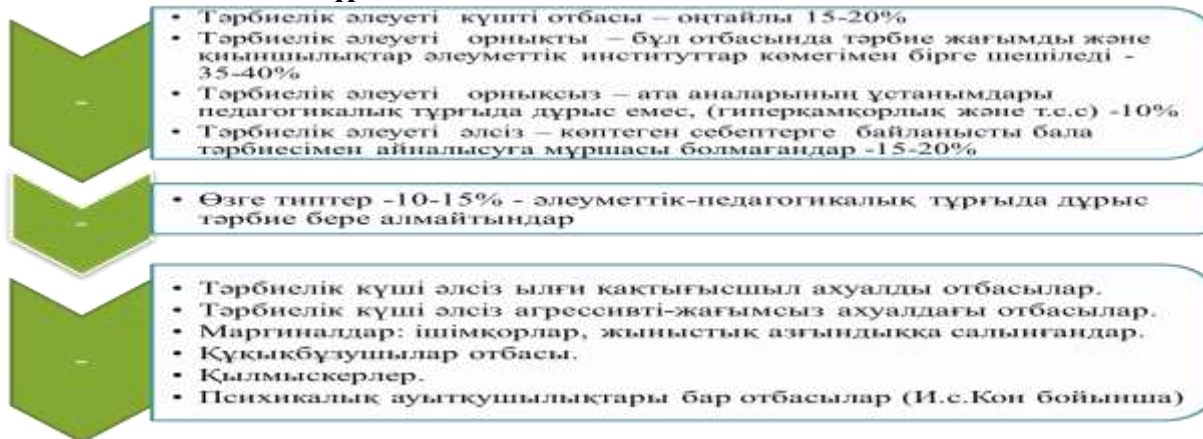 • Тәрбиелік әлеуеті күшті отбасы – оңтайлы 15-20%
• Тәрбиелік әлеуеті орнықты – бұл отбасында тәрбие жағымды және
қиыншылықтар әлеуметтік институттар көмегімен бірге шешіледі -
35-40%
• Тәрбиелік әлеуеті орнықсыз – ата аналарының ұстанымдары
педагогикалық тұрғыда дұрыс емес, (гиперқамқорлық және т.с.с) -10%
• Тәрбиелік әлеуеті әлсіз – көптеген себептерге байланысты бала
тәрбиесімен айналысуға мұршасы болмағандар -15-20%
• Өзге типтер -10-15% - әлеуметтік-педагогикалық тұрғыда дұрыс
тәрбие бере алмайтындар
• Тәрбиелік күші әлсіз ылғи қақтығысшыл ахуалды отбасылар.
• Тәрбиелік күші әлсіз агрессивті-жағымсыз ахуалдағы отбасылар.
• Маргиналдар: ішімқорлар, жыныстық азғындыққа салынғандар.
• Құқықбұзушылар отбасы.
• Қылмыскерлер.
• Психикалық ауытқушылықтары бар отбасылар (И.с.Кон бойынша)